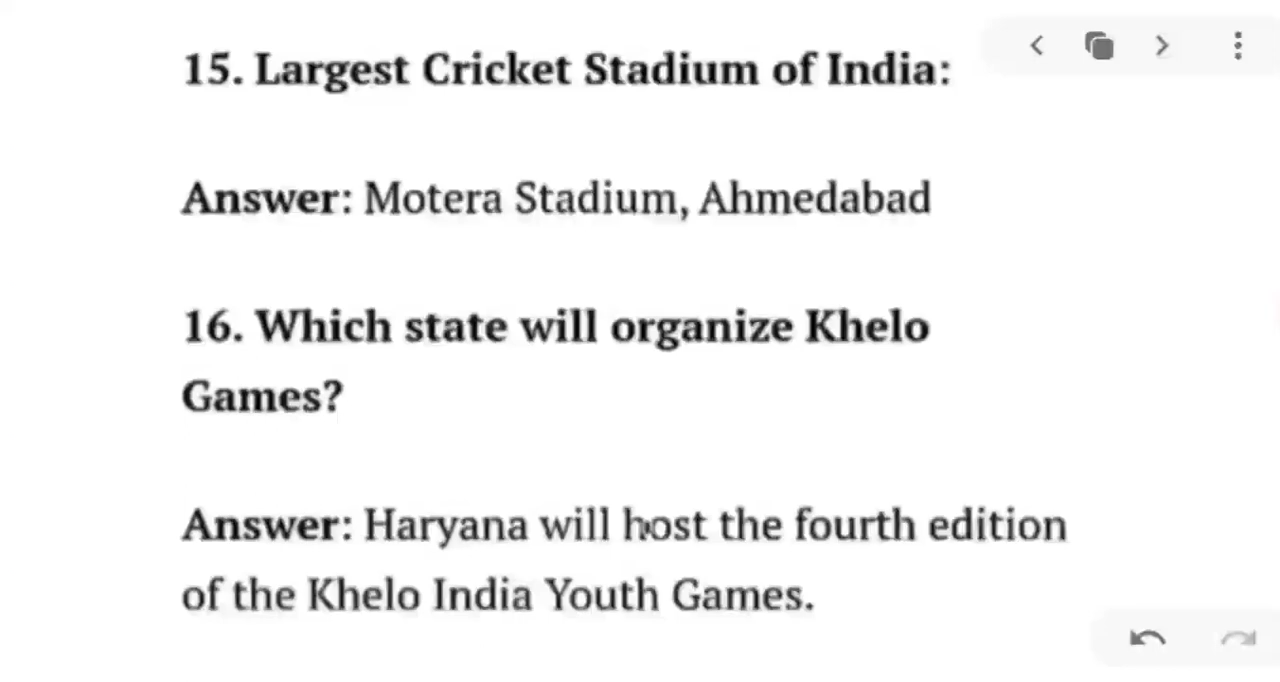 15. Largest Cricket Stadium of India:
Answer: Motera Stadium, Ahmedabad
16. Which state will organize Khelo
Games?
Answer: Haryana will host the fourth edition
of the Khelo India Youth Games.